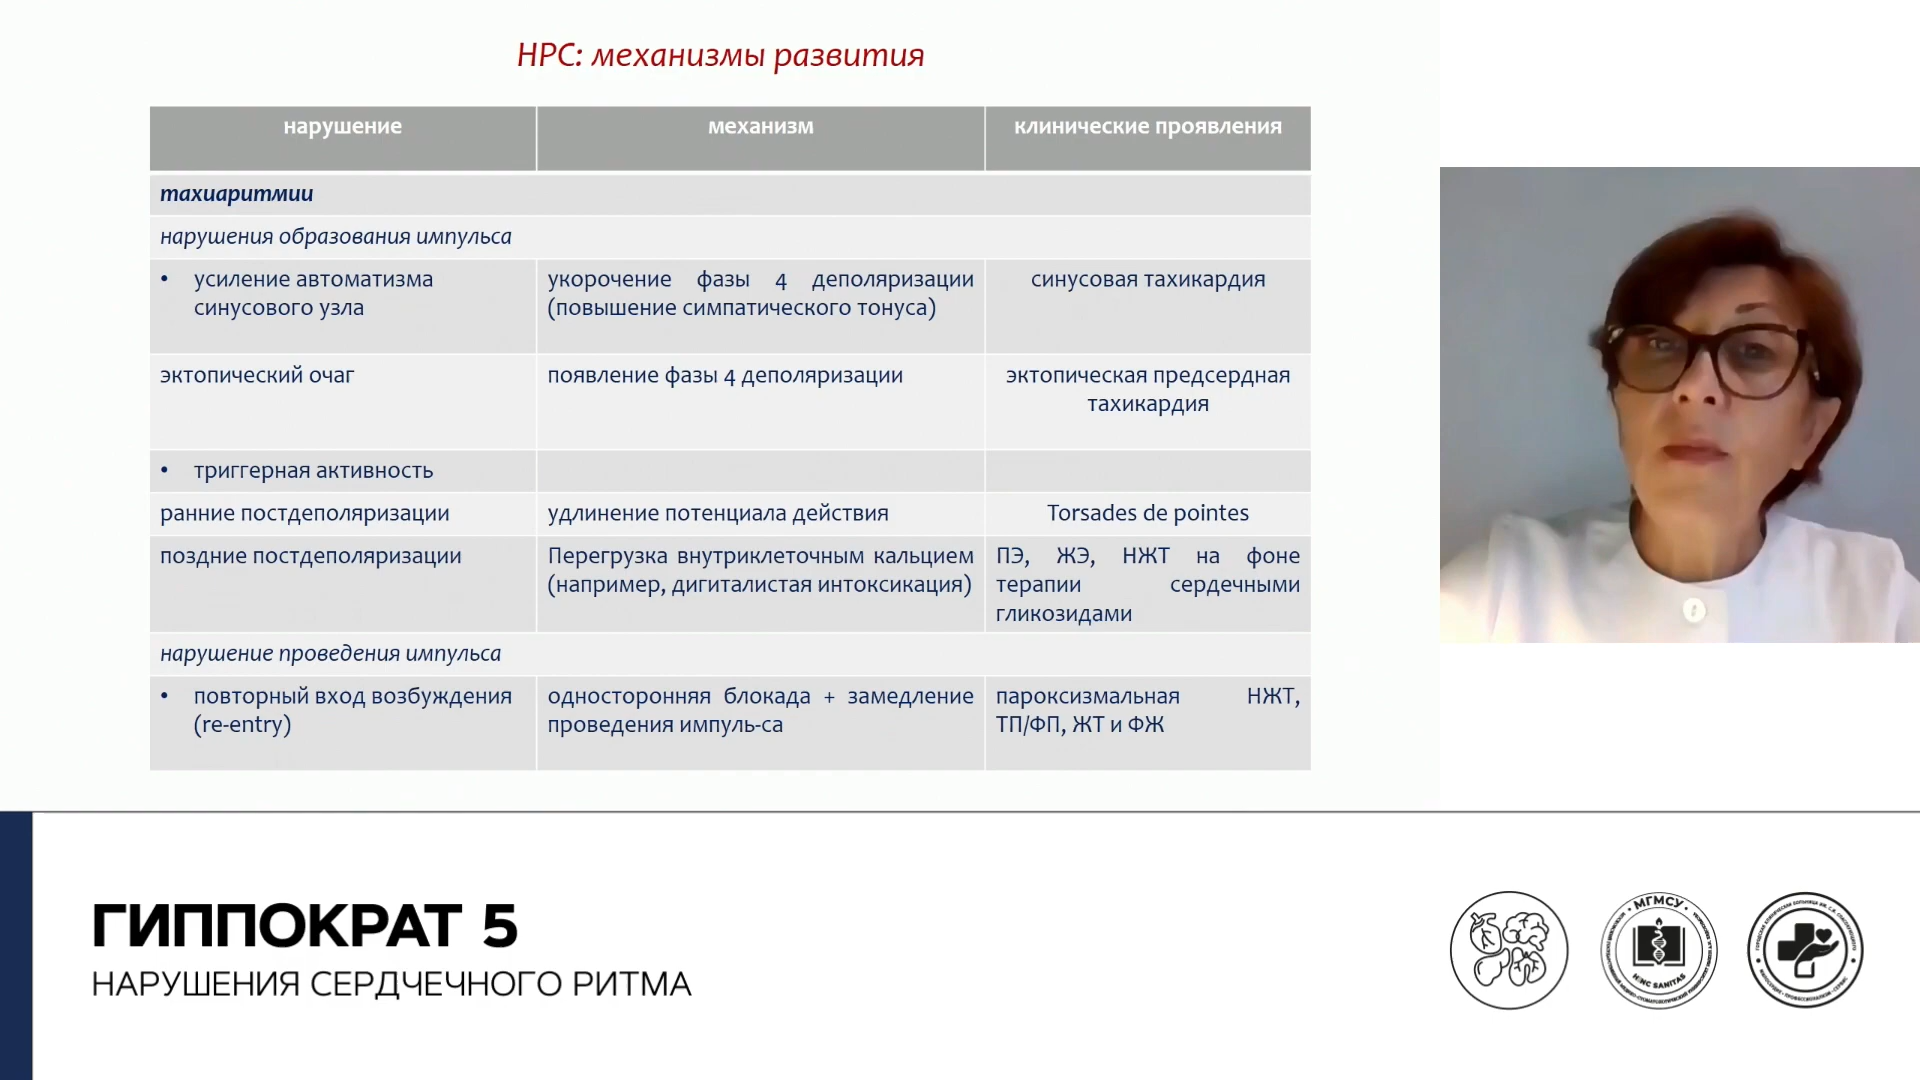 НРС: механизмы развития
нарушение
механизм
клинические проявления
тахиаритмии
нарушения образования импульса
• усиление автоматизма
синусового узла
укорочение фазы 4 деполяризации
(повышение симпатического тонуса)
синусовая тахикардия
эктопический очаг
появление фазы 4 деполяризации
эктопическая предсердная
тахикардия
• триггерная активность
ранние постдеполяризации
удлинение потенциала действия
Torsades de pointes
поздние постдеполяризации
Перегрузка внутриклеточным кальцием
(например, дигиталистая интоксикация)
ПЭ, ЖЭ, НЖТ на фоне
терапии сердечными
гликозидами
нарушение проведения импульса
• повторный вход возбуждения
(re-entry)
односторонняя блокада + замедление
проведения импуль-са
пароксизмальная НЖТ,
ТП/ФП, ЖТ и ФЖ
ГИППОКРАТ 5
НАРУШЕНИЯ СЕРДЧЕЧНОГО РИТМА
МГМСУ
HINC SANITAS